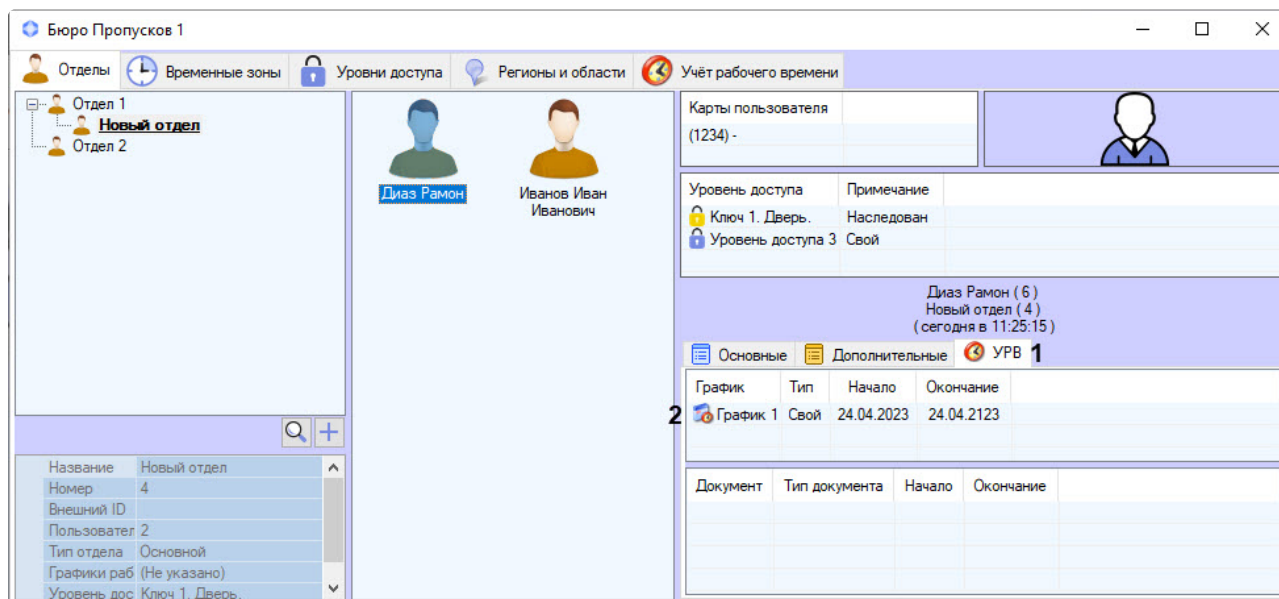 Бюро Пропусков 1
Отделы Временные зоны Уровни доступа Регионы и области Учёт рабочего времени
Отдел 1
Новый отдел
Отдел 2
Диаз Рамон
Иванов Иван
Иванович
Карты пользователя
(1234) -
Уровень доступа Примечание
Ключ 1. Дверь. Наследован
Уровень доступа 3 Свой
Диаз Рамон ( 6 )
Новый отдел ( 4 )
( сегодня в 11:25:15 )
Основные Дополнительные УРВ 1
График Тип Начало Окончание
2 График 1 Свой 24.04.2023 24.04.2123
Документ Тип документа Начало Окончание
Название Новый отдел
Номер 4
Внешний ID
Пользовател 2
Тип отдела Основной
Графики раб (Не указано)
Уровень дос Ключ 1. Дверь.